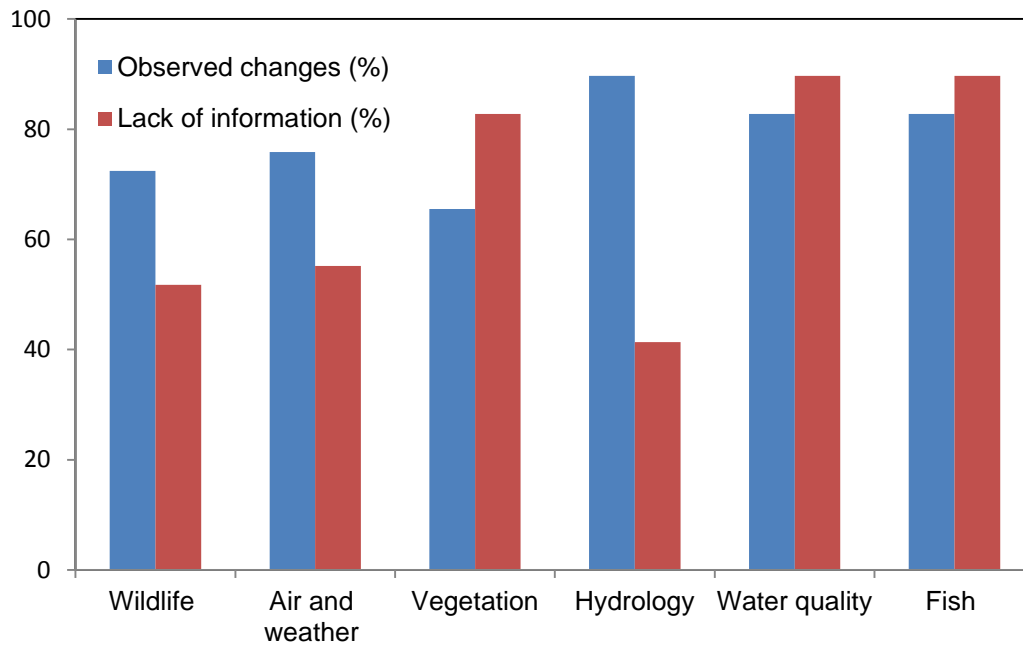 100
80
60
40
20
0
Observed changes (%)
Lack of information (%)
Wildlife
Air and
weather
Vegetation
Hydrology
Water quality
Fish